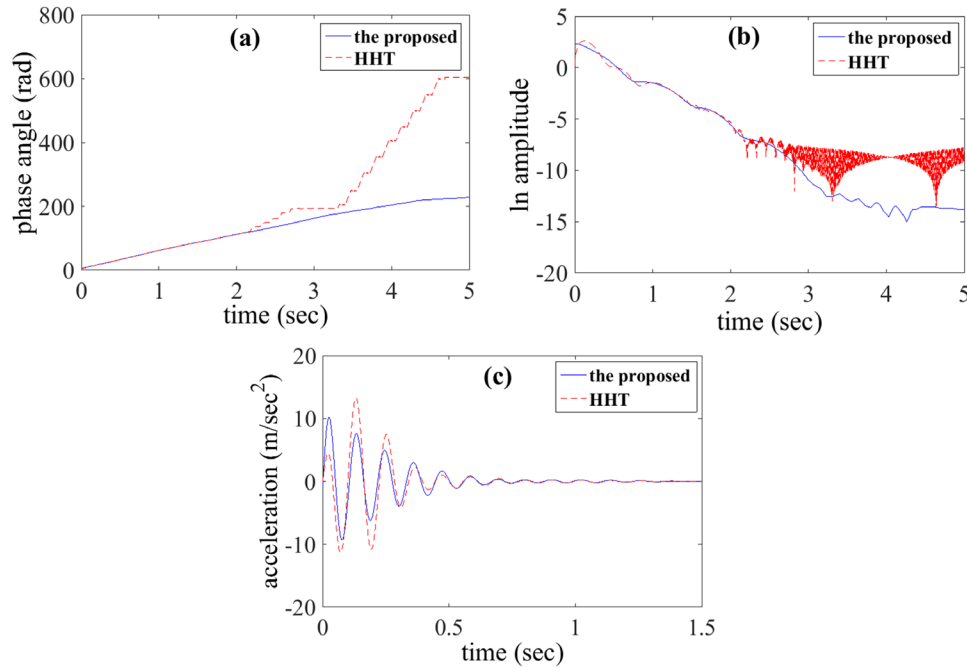 (a)
the proposed
HHT
phase angle (rad)
800
600
400
200
0
0 1 2 3 4 5
time (sec)
(b)
the proposed
HHT
ln amplitude
5
0
-5
-10
-15
-20
0 1 2 3 4 5
time (sec)
(c)
the proposed
HHT
acceleration (m/sec²)
20
10
0
-10
-20
0 0.5 1 1.5
time (sec)